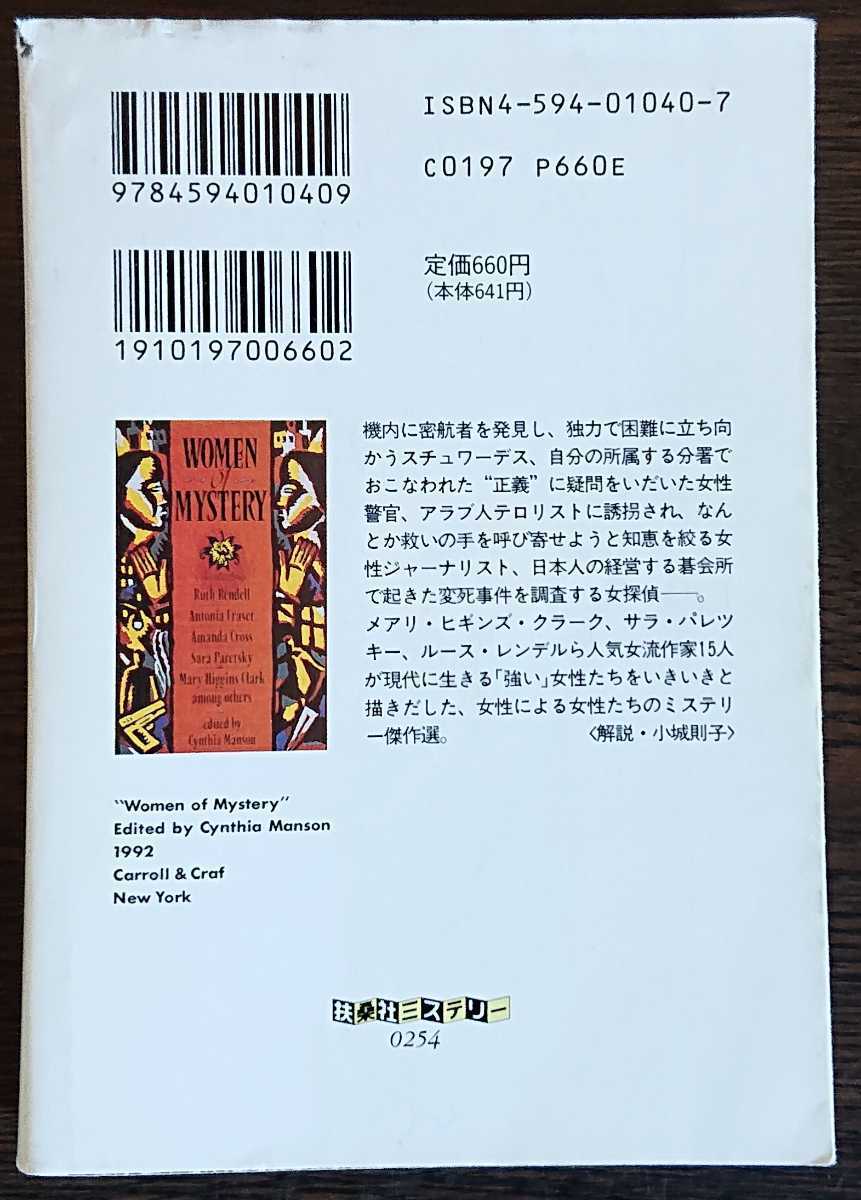 9784594010409
ISBN4-594-01040-7
C0197 P660E
1910197006602
定価660円
(本体641円)
WOMEN
of
MYSTERY
Ruth Rendell
Antonia Fraser
Amanda Cross
Sara Paretsky
Mary Higgins Clark
among others
edited by
Cynthia Manson
機内に密航者を発見し、独力で困難に立ち向
かうスチュワーデス、自分の所属する分署で
おこなわれた“正義”に疑問をいだいた女性
警官、アラブ人テロリストに誘拐され、なん
とか救いの手を呼び寄せようと知恵を絞る女
性ジャーナリスト、日本人の経営する碁会所
で起きた変死事件を調査する女探偵――。
メアリ・ヒギンズ・クラーク、サラ・パレツ
キー、ルース・レンデルら人気女流作家15人
が現代に生きる「強い」女性たちをいきいきと
描きだした、女性による女性たちのミステリ
ー傑作選。 〈解説・小城則子〉
“Women of Mystery”
Edited by Cynthia Manson
1992
Carroll & Craf
New York
扶桑社ミステリー
0254